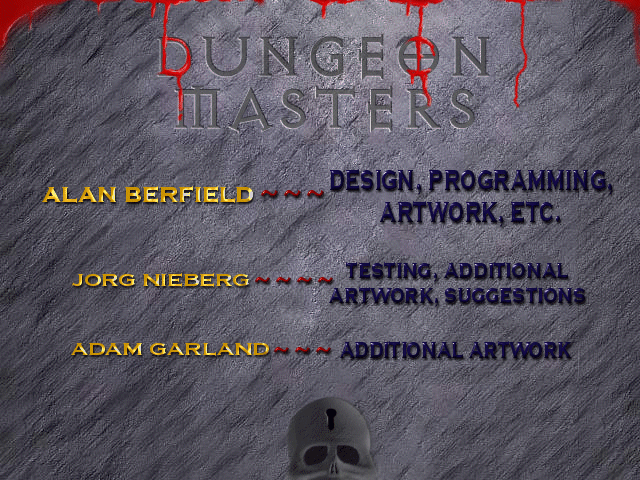 DUNGEON
MASTERS
ALAN BERFIELD ~ ~ ~ DESIGN, PROGRAMMING,
ARTWORK, ETC.
JORG NIEBERG ~ ~ ~ ~ TESTING, ADDITIONAL
ARTWORK, SUGGESTIONS
ADAM GARLAND ~ ~ ~ ADDITIONAL ARTWORK